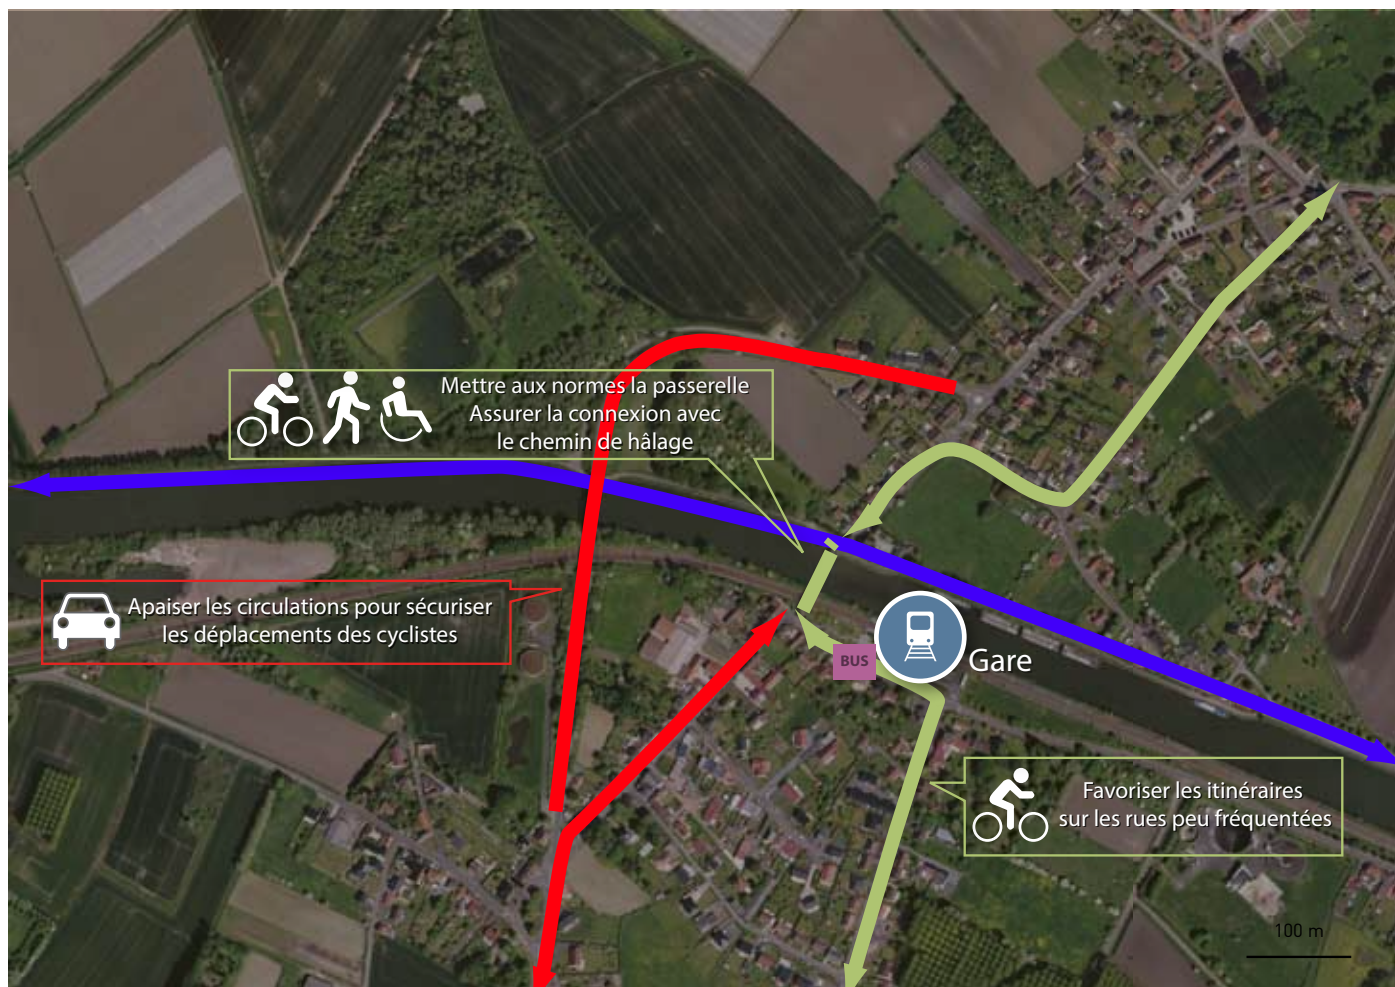 Mettre aux normes la passerelle
Assurer la connexion avec
le chemin de hâlage
Apaiser les circulations pour sécuriser
les déplacements des cyclistes
BUS
Gare
Favoriser les itinéraires
sur les rues peu fréquentées
100 m